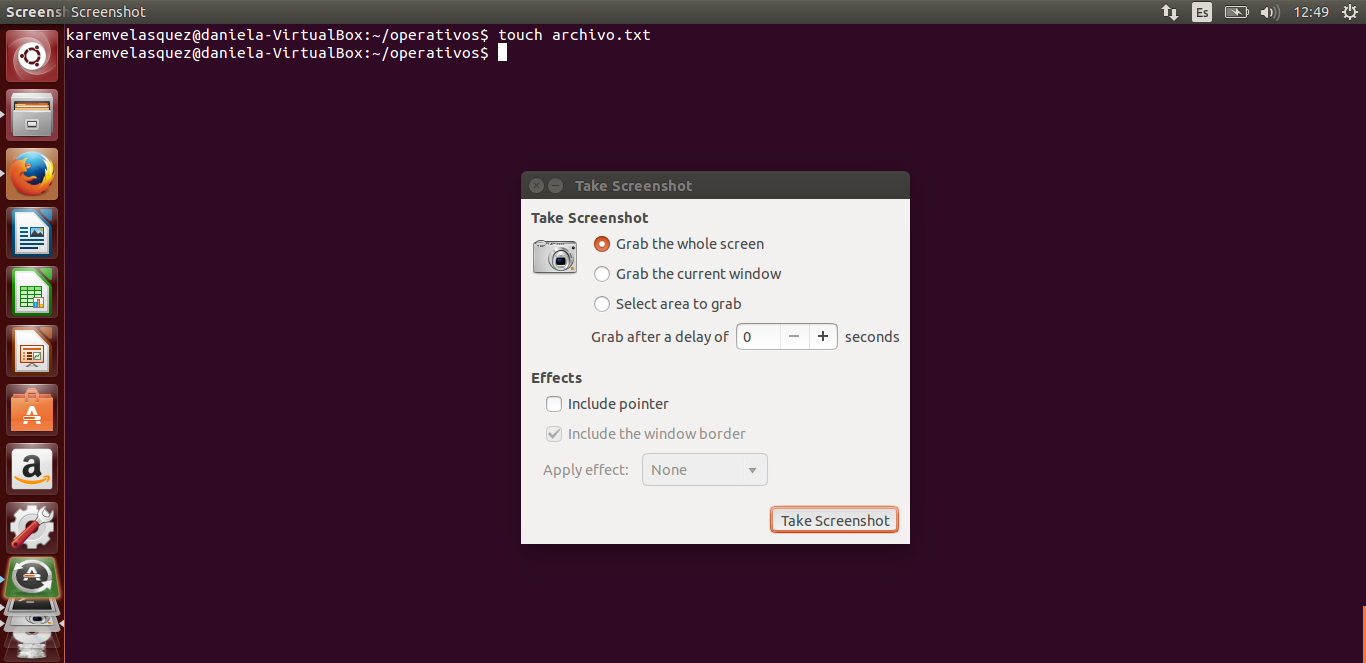 Screensh Screenshot
Es
12:49
karemvelasquez@daniela-VirtualBox:~/operativos$ touch archivo.txt
karemvelasquez@daniela-VirtualBox:~/operativos$
Take Screenshot
Take Screenshot
Grab the whole screen
Grab the current window
Select area to grab
Grab after a delay of 0 − + seconds
Effects
Include pointer
Include the window border
Apply effect: None
Take Screenshot